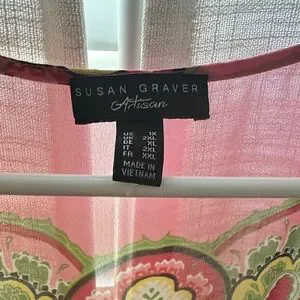 SUSAN GRAVER
Artisan
US 1X
UK 2XL
DE XL
IT 2XL
FR XXL
MADE IN
VIETNAM